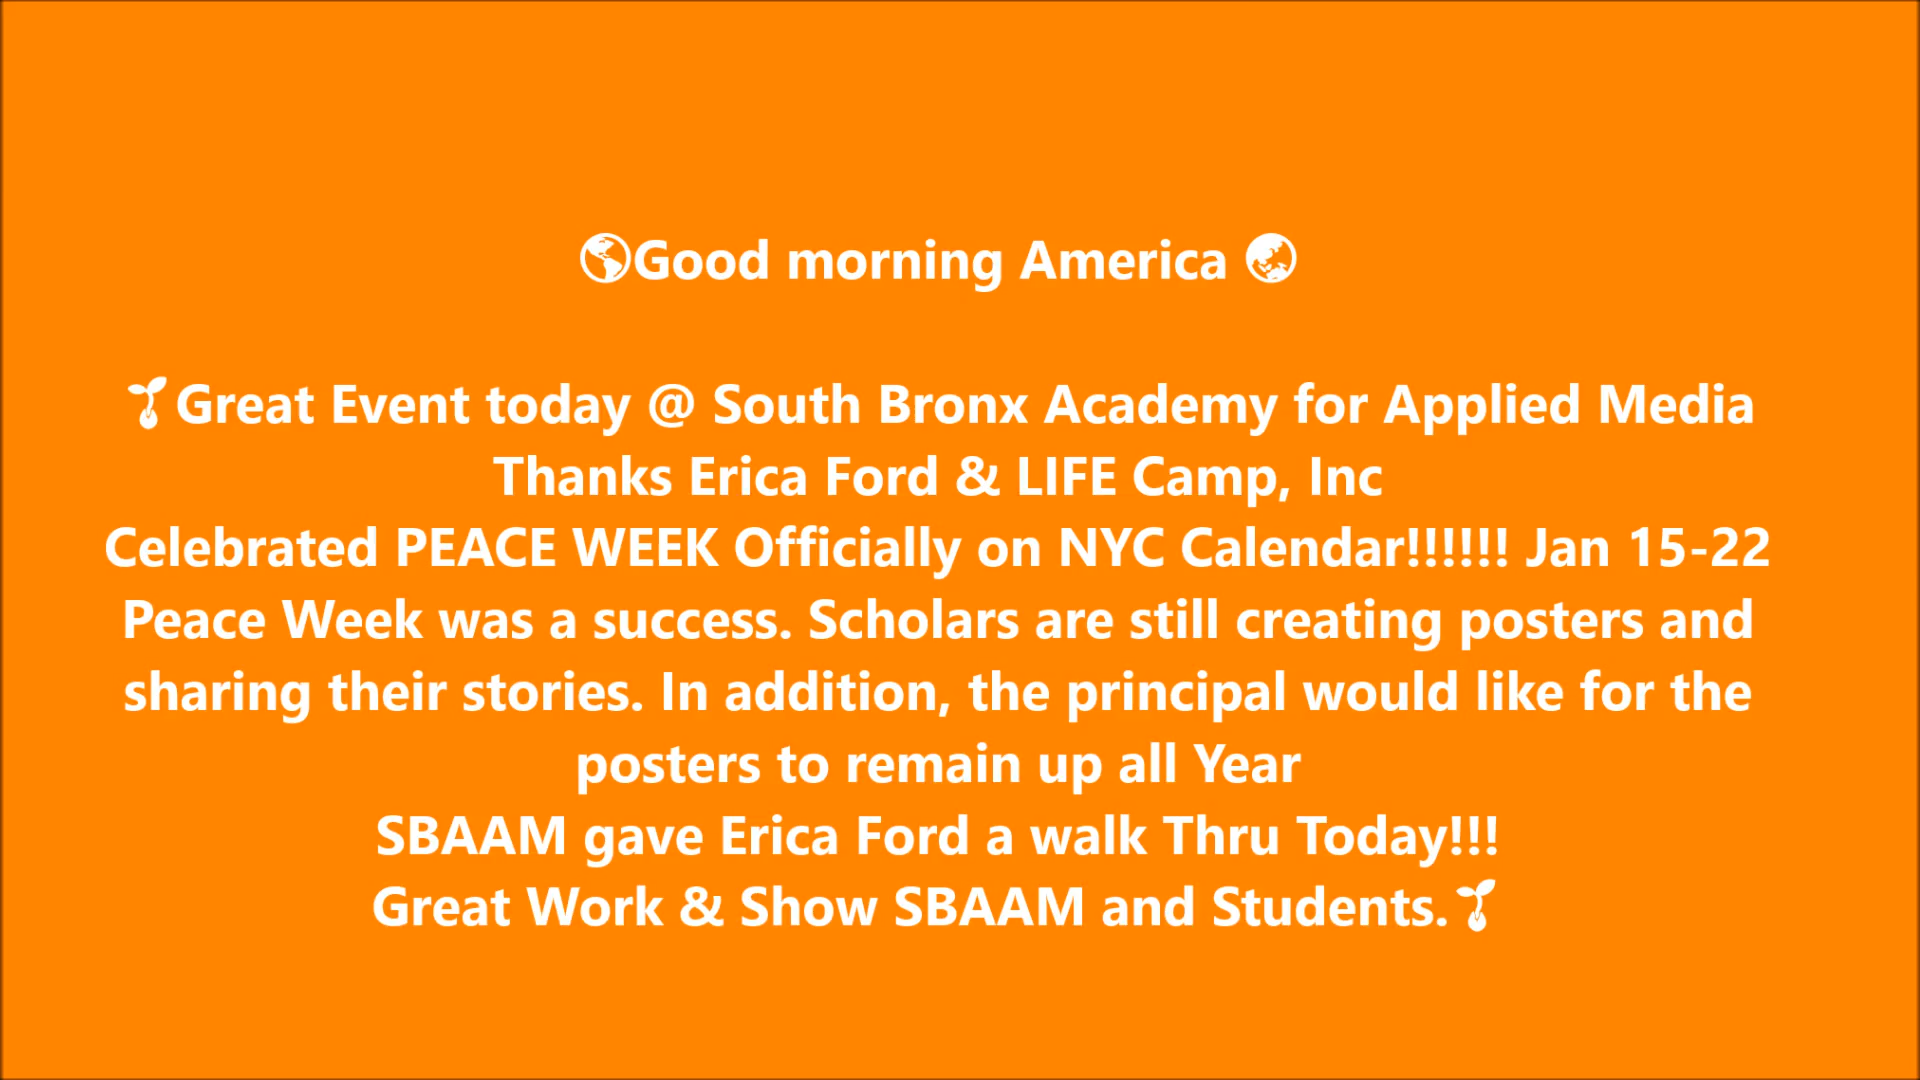 🌎Good morning America 🌏
🌱Great Event today @ South Bronx Academy for Applied Media
Thanks Erica Ford & LIFE Camp, Inc
Celebrated PEACE WEEK Officially on NYC Calendar!!!!!! Jan 15-22
Peace Week was a success. Scholars are still creating posters and
sharing their stories. In addition, the principal would like for the
posters to remain up all Year
SBAAM gave Erica Ford a walk Thru Today!!!
Great Work & Show SBAAM and Students.🌱